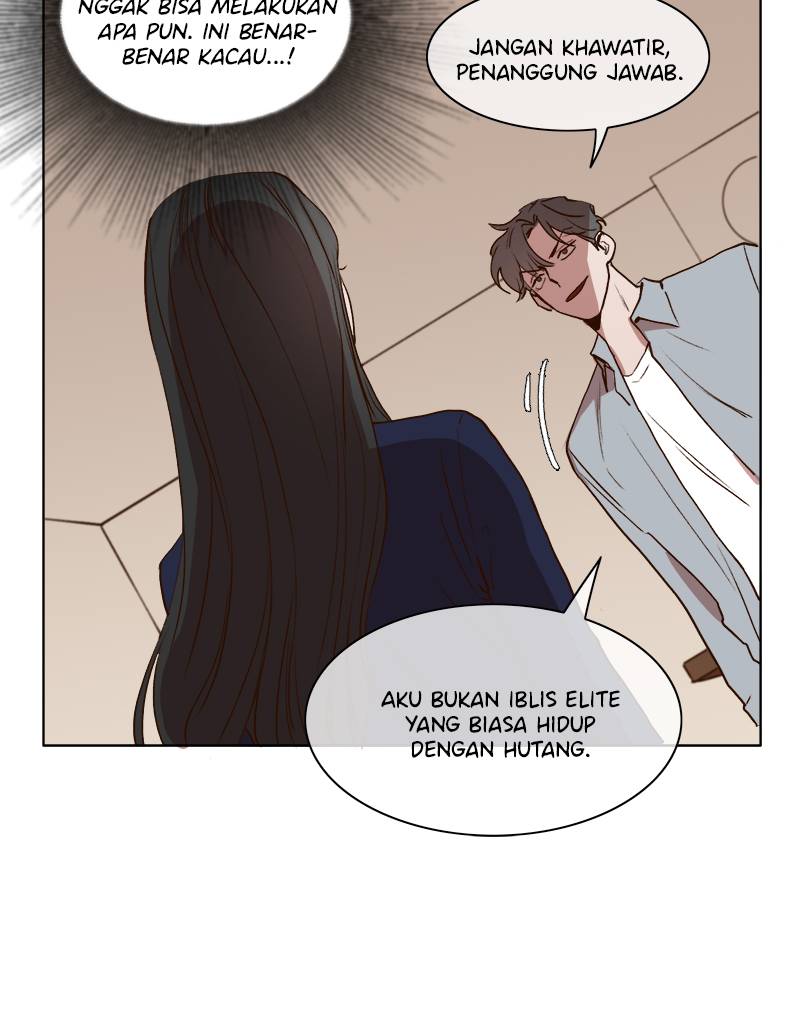 NGGAK BISA MELAKUKAN
APA PUN. INI BENAR-
BENAR KACAU...!
JANGAN KHAWATIR,
PENANGGUNG JAWAB.
AKU BUKAN IBLIS ELITE
YANG BIASA HIDUP
DENGAN HUTANG.